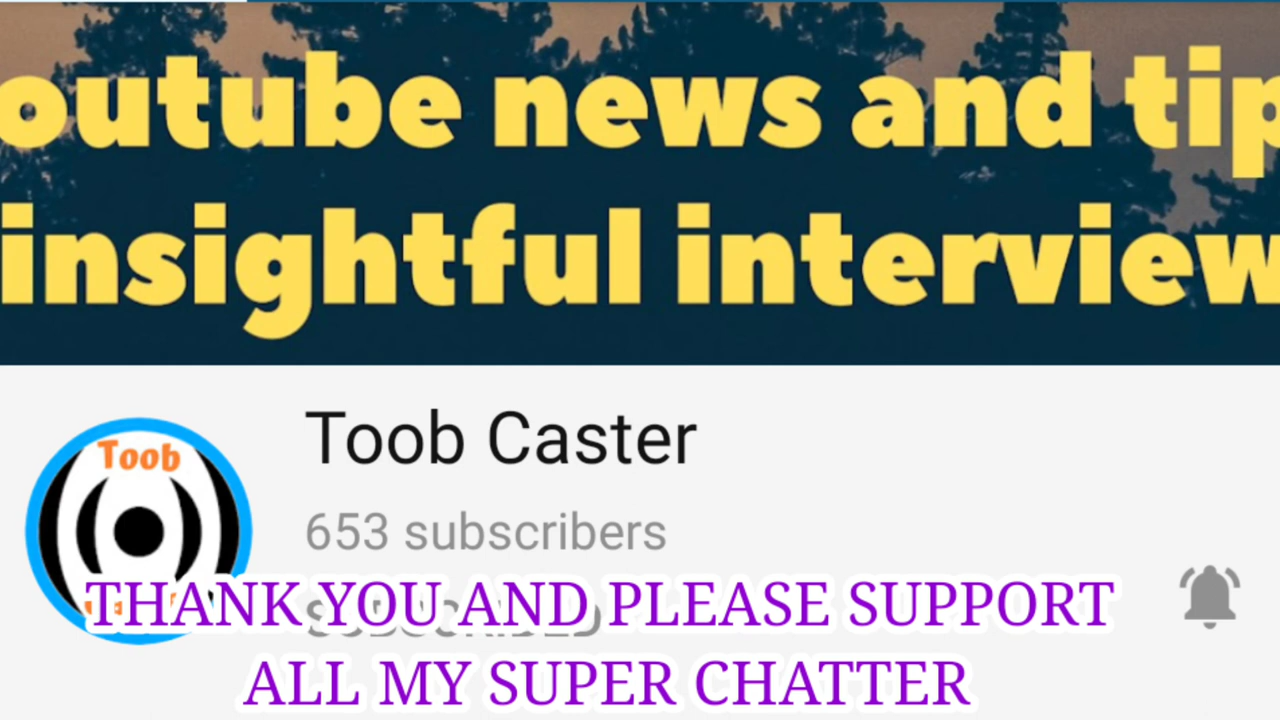 outube news and tip
insightful interview
Toob
Toob Caster
653 subscribers
SUBSCRIBED
THANK YOU AND PLEASE SUPPORT
ALL MY SUPER CHATTER